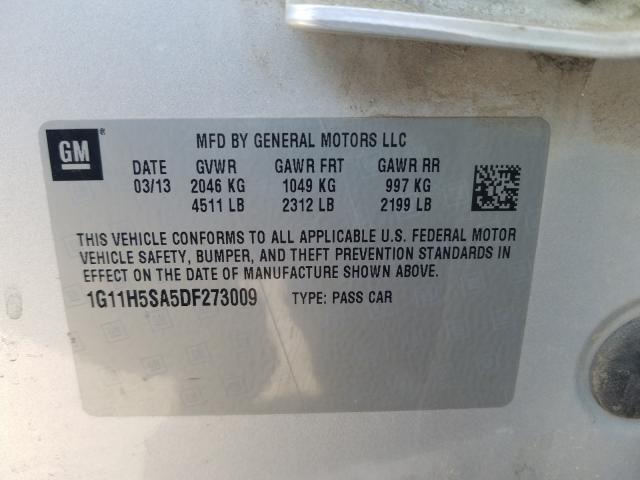 GM ®
MFD BY GENERAL MOTORS LLC
DATE GVWR GAWR FRT GAWR RR
03/13 2046 KG 1049 KG 997 KG
4511 LB 2312 LB 2199 LB
THIS VEHICLE CONFORMS TO ALL APPLICABLE U.S. FEDERAL MOTOR
VEHICLE SAFETY, BUMPER, AND THEFT PREVENTION STANDARDS IN
EFFECT ON THE DATE OF MANUFACTURE SHOWN ABOVE.
1G11H5SA5DF273009 TYPE: PASS CAR